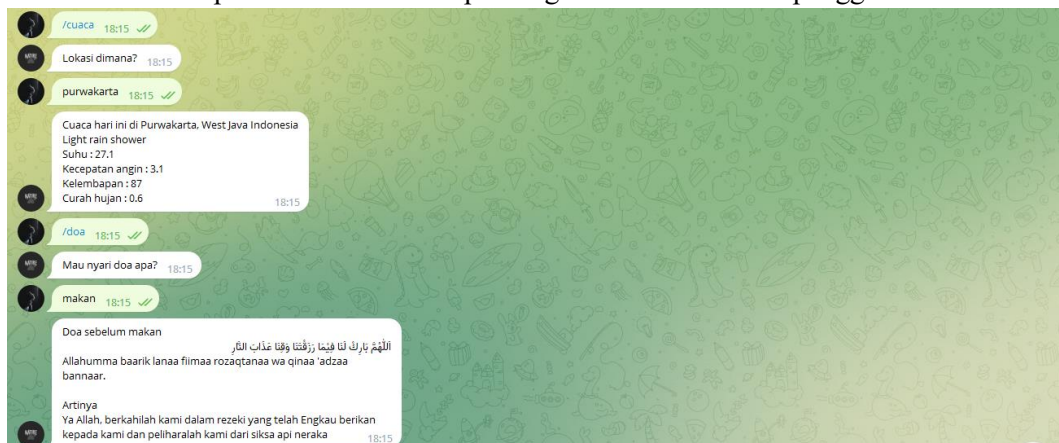 /cuaca 18:15
Lokasi dimana? 18:15
purwakarta 18:15
Cuaca hari ini di Purwakarta, West Java Indonesia
Light rain shower
Suhu : 27.1
Kecepatan angin : 3.1
Kelembapan : 87
Curah hujan : 0.6 18:15
/doa 18:15
Mau nyari doa apa? 18:15
makan 18:15
Doa sebelum makan
اَللّٰهُمَّ بَارِكْ لَنَا فِيْمَا رَزَقْتَنَا وَقِنَا عَذَابَ النَّارِ
Allahumma baarik lanaa fiimaa rozaqtanaa wa qinaa 'adzaa
bannaar.
Artinya
Ya Allah, berkahilah kami dalam rezeki yang telah Engkau berikan
kepada kami dan peliharalah kami dari siksa api neraka 18:15